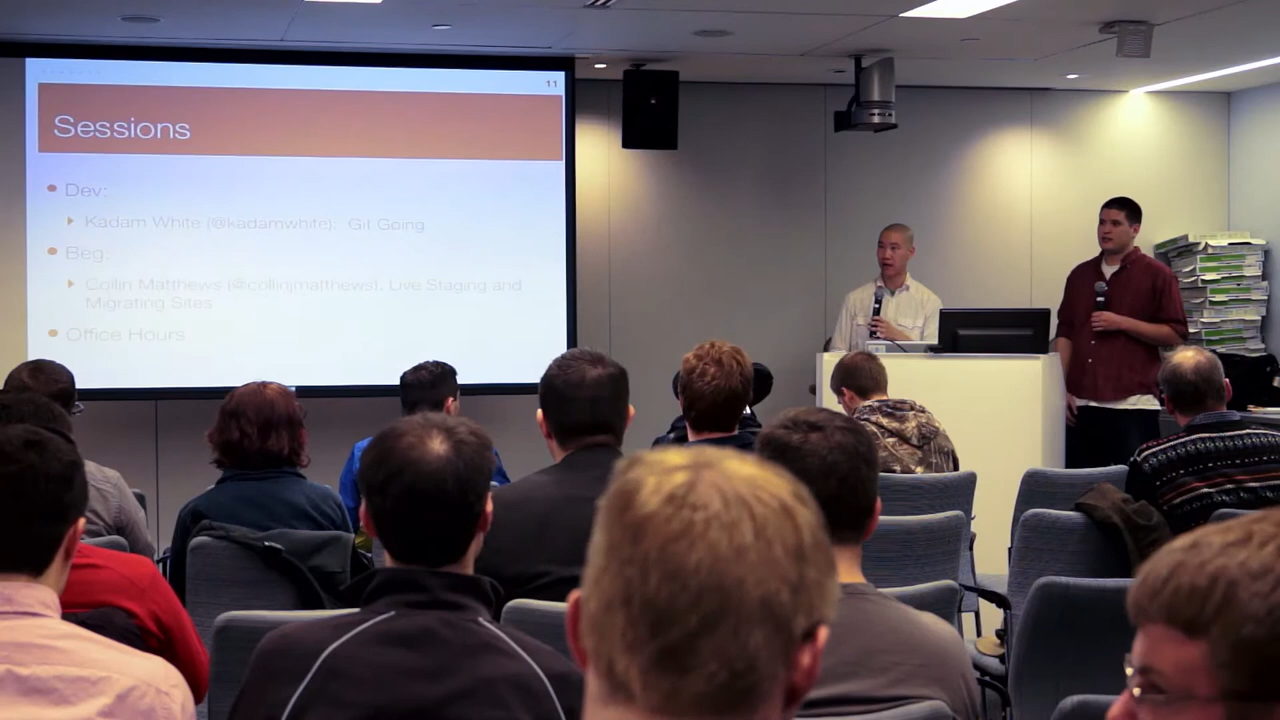 11
Sessions
Dev:
Kadam White (@kadamwhite): Git Going
Beg:
Collin Matthews (@collinjmatthews), Live Staging and
Migrating Sites
Office Hours